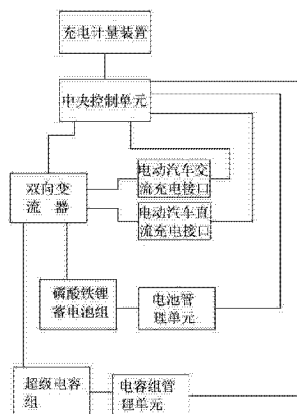 充电计量装置
中央控制单元
电动汽车交
流充电接口
双向变
流 器
电动汽车直
流充电接口
磷酸铁锂
蓄电池组
电池管
理单元
超级电容
组
电容组管
理单元